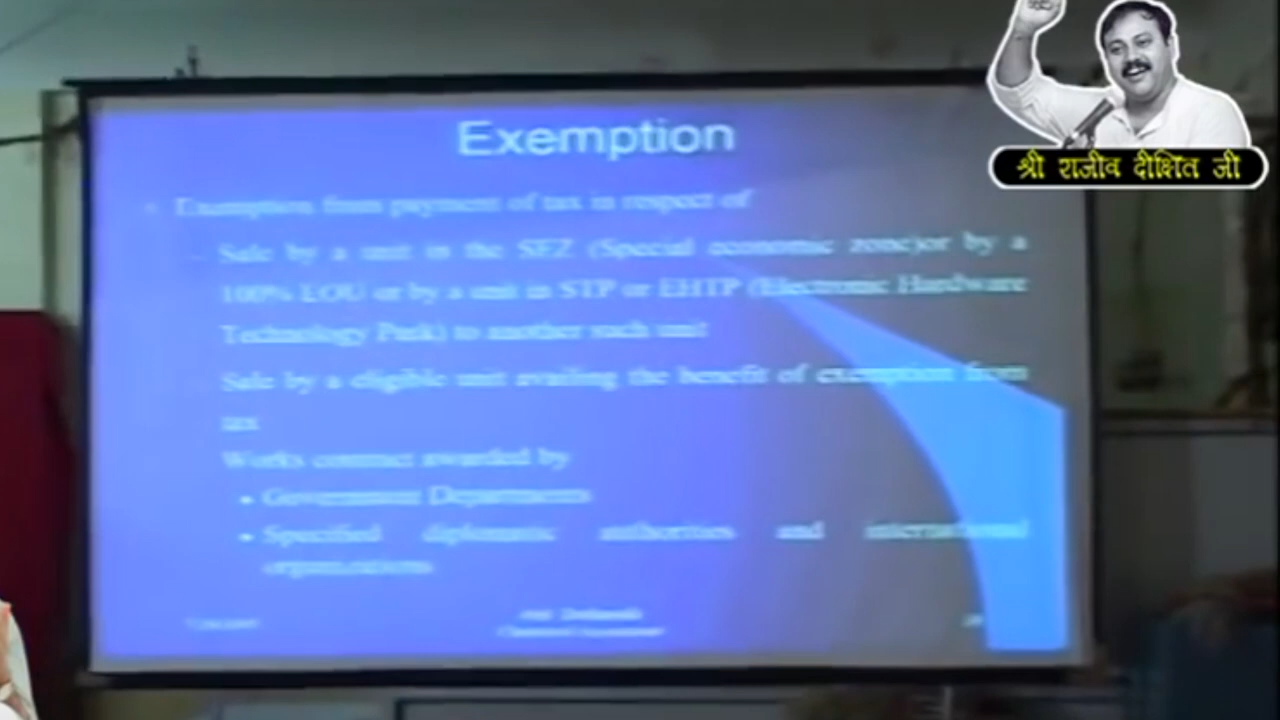 Exemption
श्री राजीव दीक्षित जी
Exemption from payment of tax in respect of
Sale by a unit in the SEZ (Special economic zone)or by a
100% EOU or by a unit in STP or EHTP (Electronic Hardware
Technology Park) to another such unit
Sale by a eligible unit availing the benefit of exemption from
tax
Works contract awarded by
• Government Departments
• Specified diplomatic authorities and international
organizations
Chartered Accountant